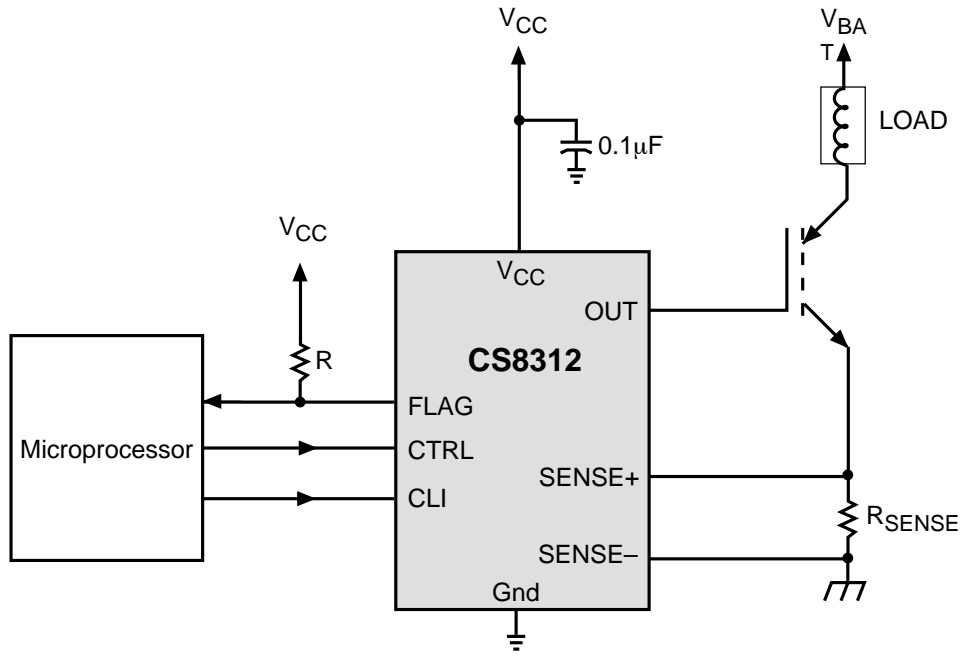 VCC
VBA
T
LOAD
0.1µF
VCC
VCC
OUT
CS8312
R
FLAG
Microprocessor
CTRL
SENSE+
CLI
RSENSE
SENSE–
Gnd